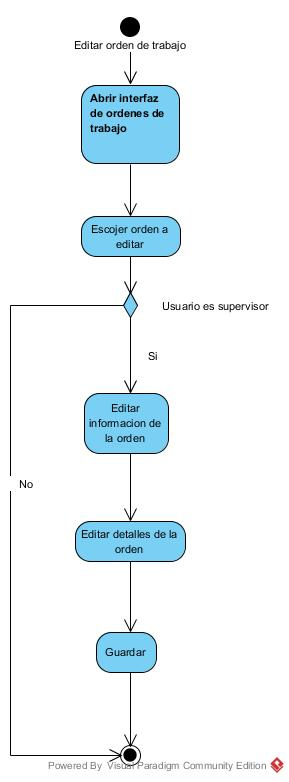 Editar orden de trabajo
Abrir interfaz
de ordenes de
trabajo
Escojer orden a
editar
Usuario es supervisor
Si
Editar
informacion de
la orden
No
Editar detalles de la
orden
Guardar
Powered By Visual Paradigm Community Edition